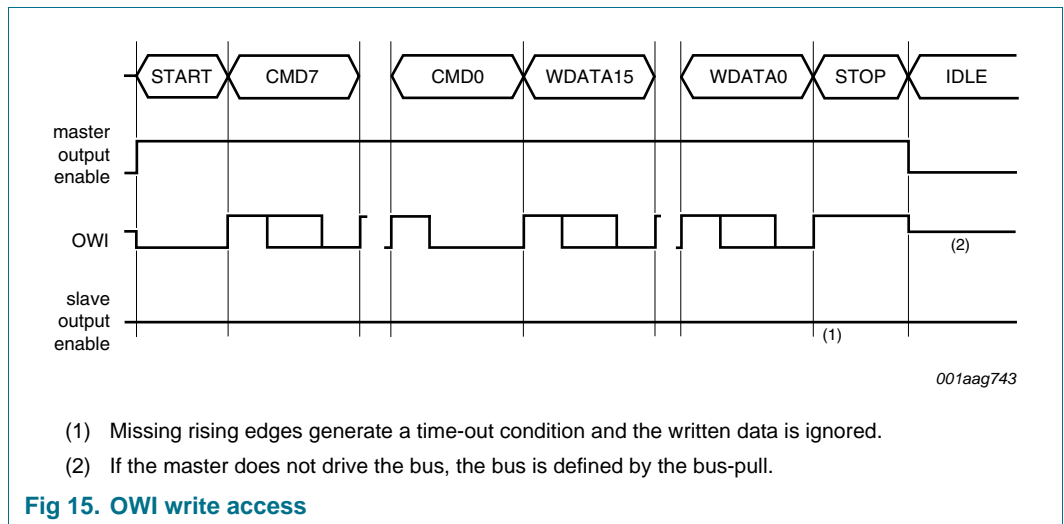 START CMD7 CMD0 WDATA15 WDATA0 STOP IDLE
master
output
enable
OWI
(2)
slave
output
enable
(1)
001aag743
(1) Missing rising edges generate a time-out condition and the written data is ignored.
(2) If the master does not drive the bus, the bus is defined by the bus-pull.
Fig 15. OWI write access